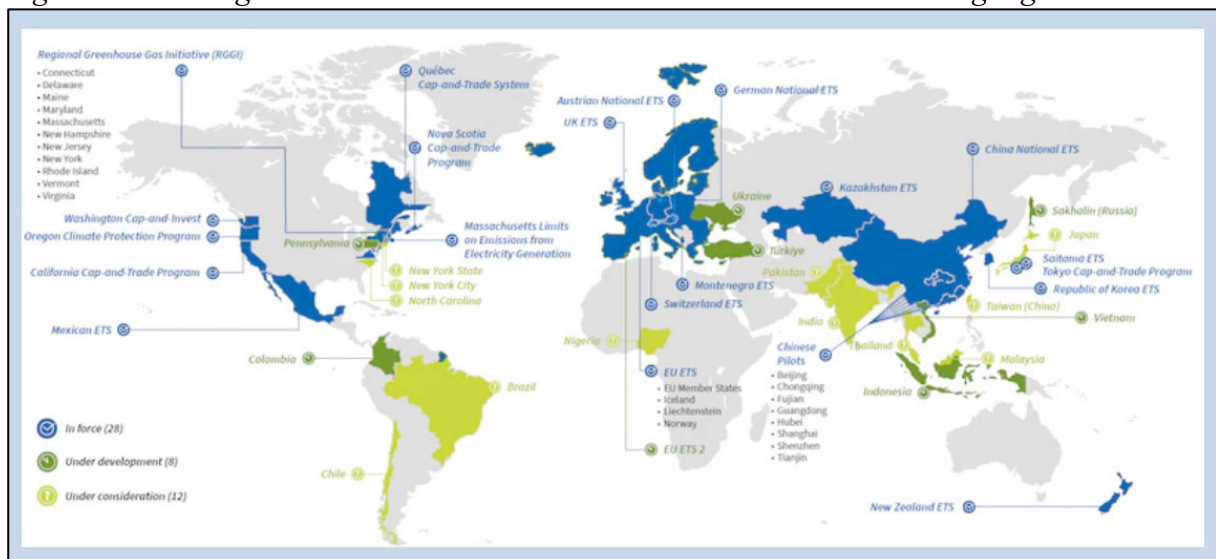 Regional Greenhouse Gas Initiative (RGGI)
• Connecticut
• Delaware
• Maine
• Maryland
• Massachusetts
• New Hampshire
• New Jersey
• New York
• Rhode Island
• Vermont
• Virginia
Québec
Cap-and-Trade System
Nova Scotia
Cap-and-Trade
Program
Washington Cap-and-Invest
Oregon Climate Protection Program
California Cap-and-Trade Program
Pennsylvania
Massachusetts Limits
on Emissions from
Electricity Generation
New York State
New York City
North Carolina
Mexican ETS
Colombia
Brazil
Chile
Austrian National ETS
German National ETS
UK ETS
Ukraine
Türkiye
Montenegro ETS
Switzerland ETS
Nigeria
EU ETS
• EU Member States
• Iceland
• Liechtenstein
• Norway
EU ETS 2
China National ETS
Kazakhstan ETS
Sakhalin (Russia)
Japan
Saitama ETS
Tokyo Cap-and-Trade Program
Republic of Korea ETS
Pakistan
India
Taiwan (China)
Vietnam
Thailand
Malaysia
Indonesia
Chinese
Pilots
• Beijing
• Chongqing
• Fujian
• Guangdong
• Hubei
• Shanghai
• Shenzhen
• Tianjin
New Zealand ETS
In force (28)
Under development (8)
Under consideration (12)